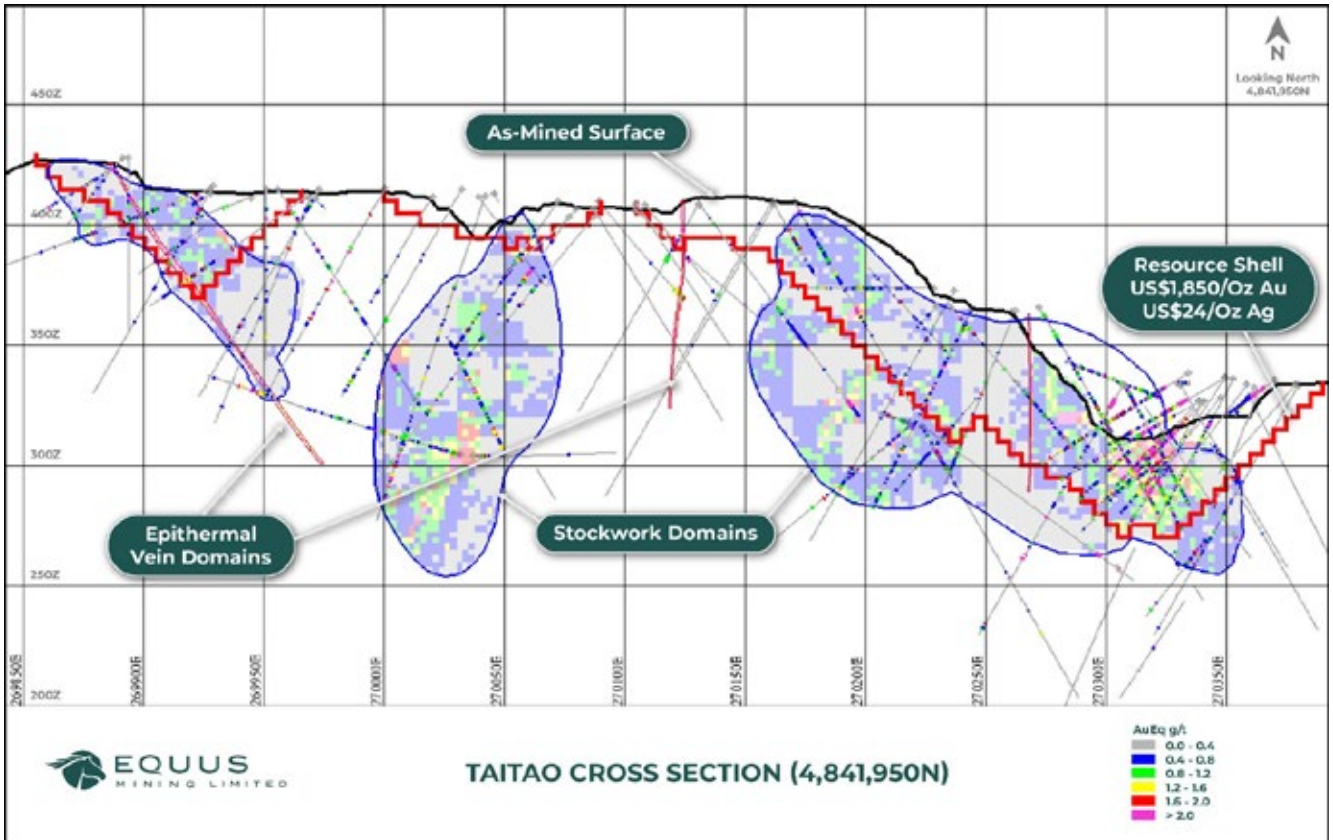 N
Looking North
4,841,950N
450Z
As-Mined Surface
400Z
Resource Shell
US$1,850/Oz Au
US$24/Oz Ag
350Z
300Z
Epithermal
Vein Domains
Stockwork Domains
250Z
200Z
269850E
269900E
269950E
270000E
270050E
270100E
270150E
270200E
270250E
270300E
270350E
EQUUS
MINING LIMITED
TAITAO CROSS SECTION (4,841,950N)
AuEq g/t
0.0 - 0.4
0.4 - 0.8
0.8 - 1.2
1.2 - 1.6
1.6 - 2.0
> 2.0